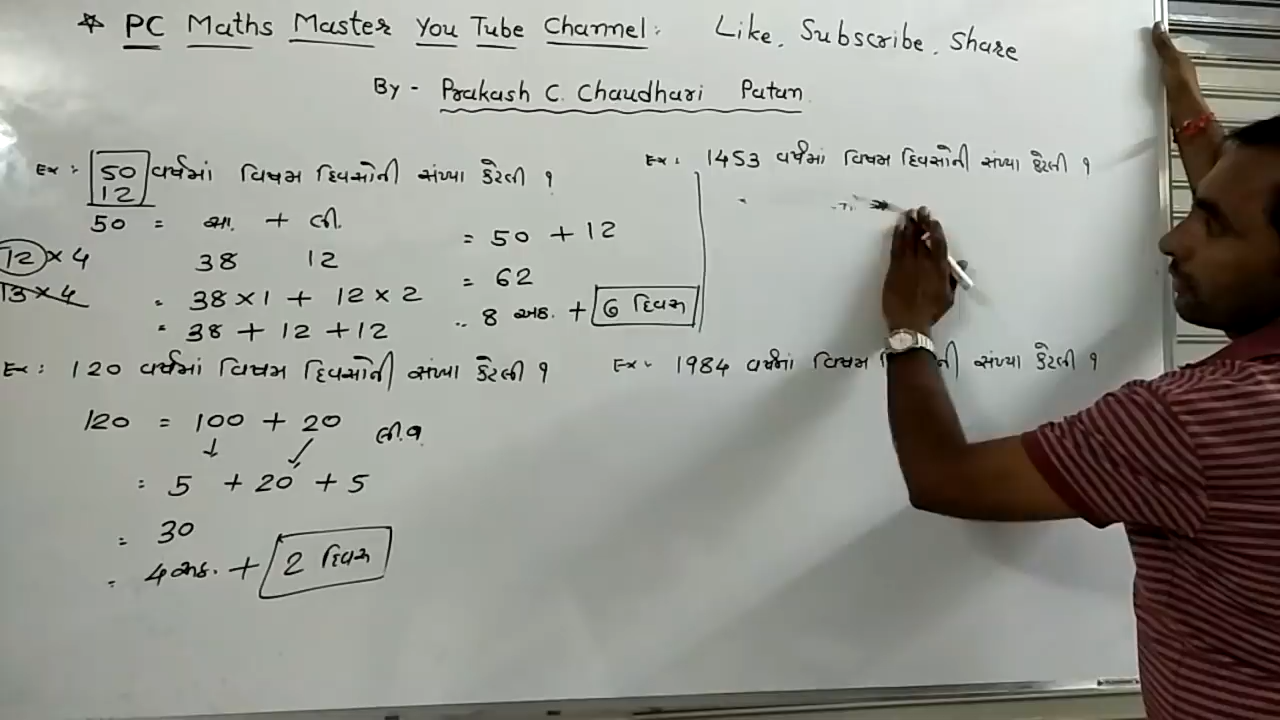 * PC Maths Master You Tube Channel: Like, Subscribe, Share
By - Prakash C. Chaudhari Patan
Ex : 50 વર્ષમાં વિષમ દિવસોની સંખ્યા કેટલી ?
12
50 = સા. + લી.
12 × 4 38 12
13 × 4
= 38 × 1 + 12 × 2
= 38 + 12 + 12
= 50 + 12
= 62
∴ 8 અઠ. + 6 દિવસ
Ex : 1453 વર્ષમાં વિષમ દિવસોની સંખ્યા કેટલી ?
Ex : 120 વર્ષમાં વિષમ દિવસોની સંખ્યા કેટલી ?
120 = 100 + 20 લી.વ
= 5 + 20 + 5
= 30
= 4 અઠ. + 2 દિવસ
Ex : 1984 વર્ષમાં વિષમ ની સંખ્યા કેટલી ?